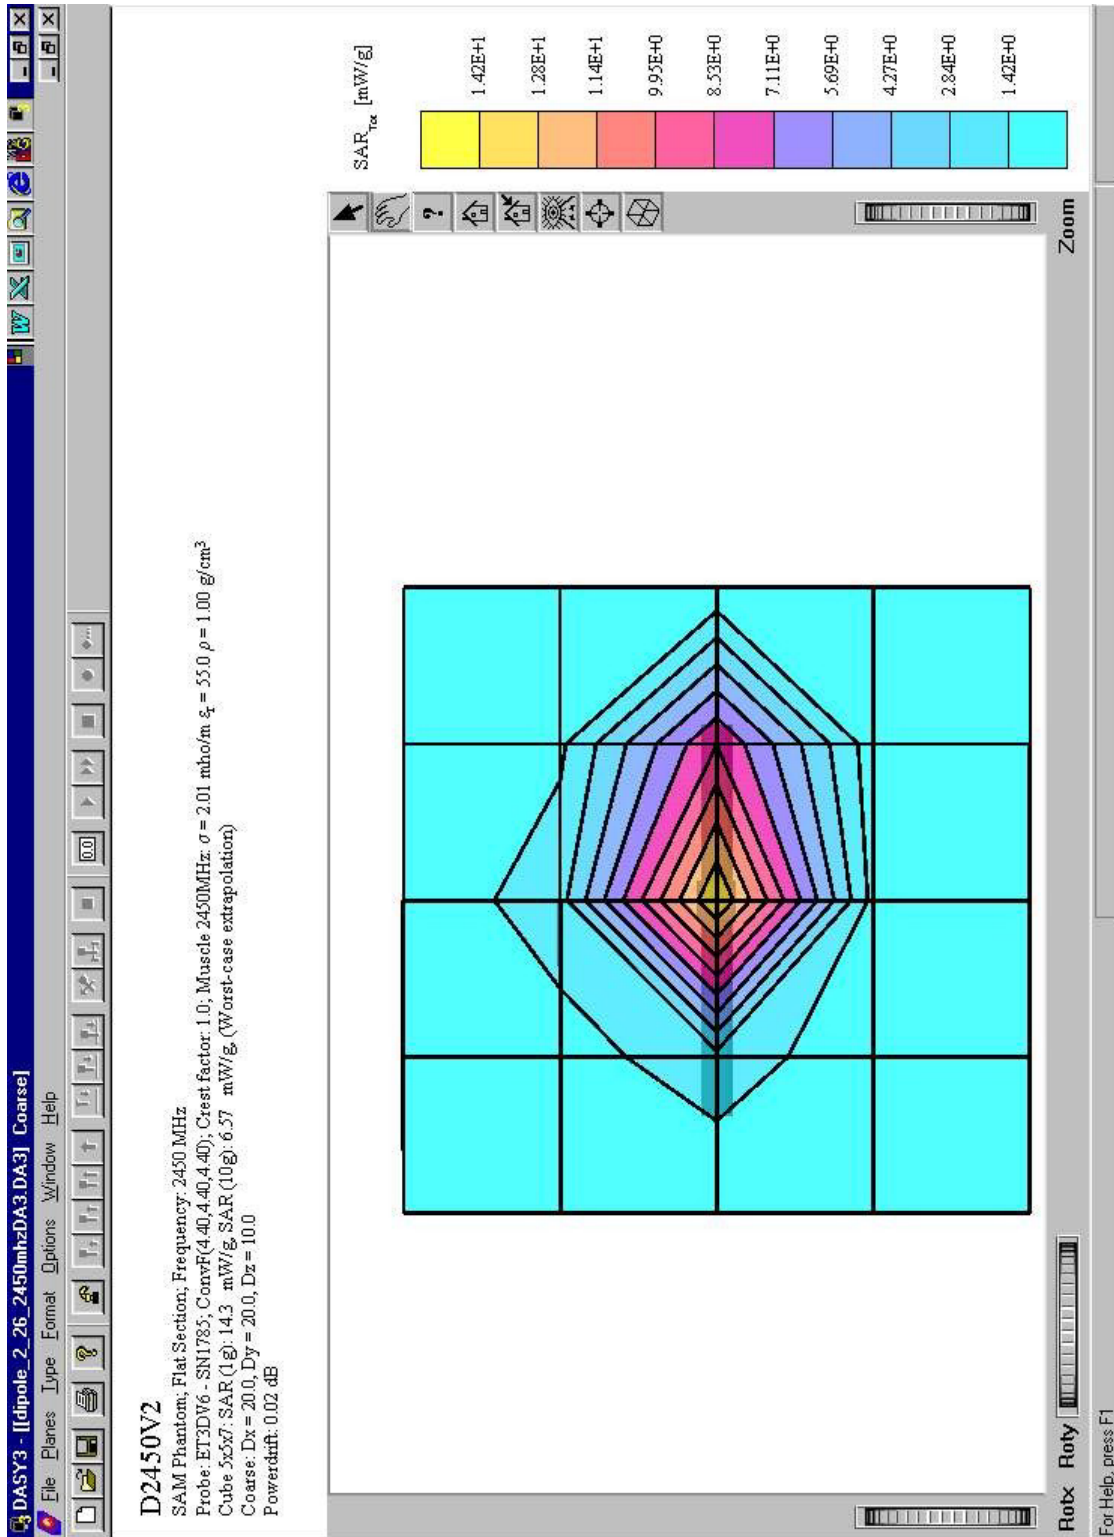 DASY3 - [[dipole_2_26_2450mhzDA3.DA3] Coarse]
File Planes Type Format Options Window Help
0.0
D2450V2
SAM Phantom; Flat Section; Frequency: 2450 MHz
Probe: ET3DV6 - SN1785; ConvF(4.40,4.40,4.40); Crest factor: 1.0; Muscle 2450MHz: σ = 2.01 mho/m εr = 55.0 ρ = 1.00 g/cm³
Cube 5x5x7: SAR (1g): 14.3 mW/g, SAR (10g): 6.57 mW/g, (Worst-case extrapolation)
Coarse: Dx = 20.0, Dy = 20.0, Dz = 10.0
Powerdrift: 0.02 dB
SARTot [mW/g]
1.42E+1
1.28E+1
1.14E+1
9.95E+0
8.53E+0
7.11E+0
5.69E+0
4.27E+0
2.84E+0
1.42E+0
Rotx Roty Zoom
For Help, press F1